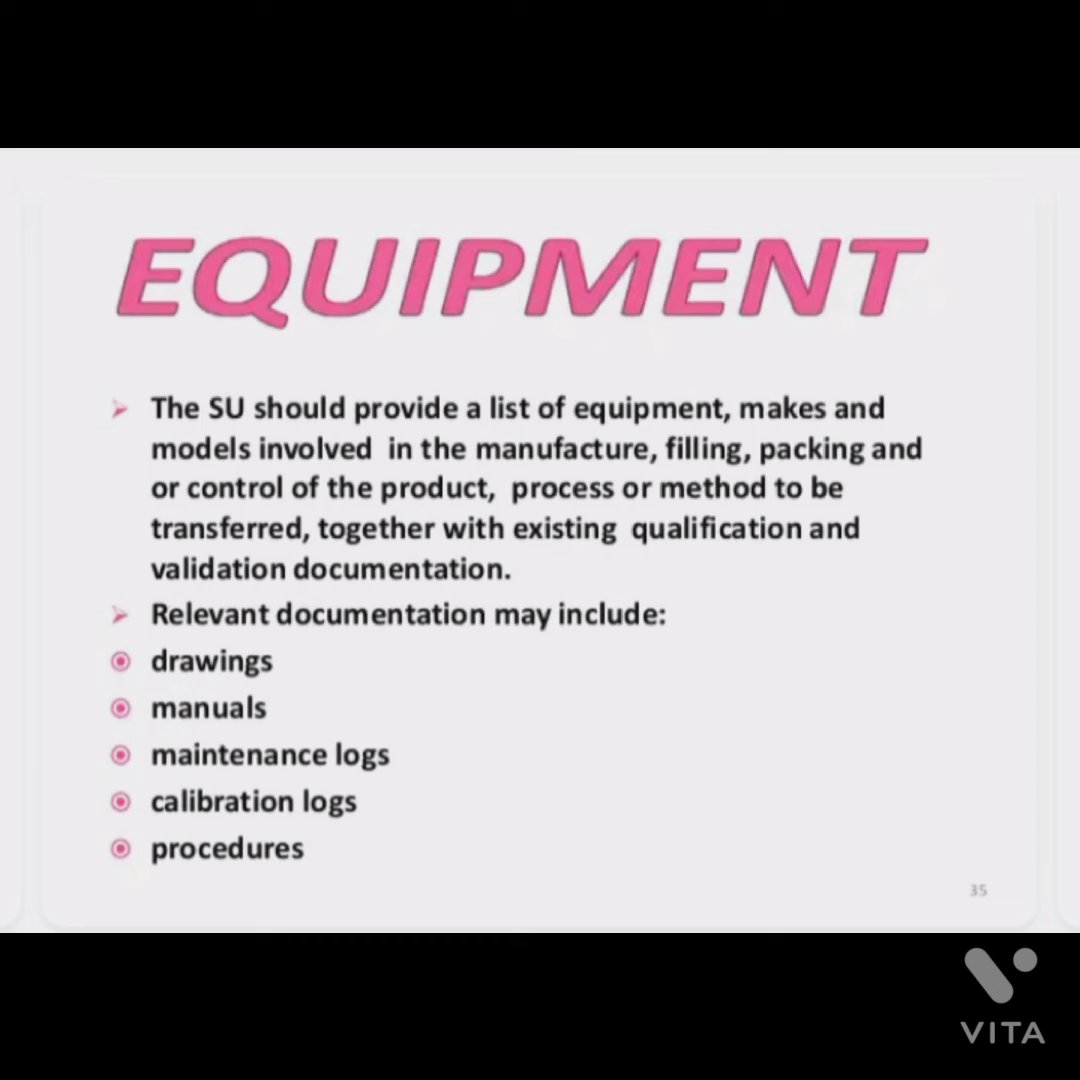 EQUIPMENT
The SU should provide a list of equipment, makes and
models involved in the manufacture, filling, packing and
or control of the product, process or method to be
transferred, together with existing qualification and
validation documentation.
Relevant documentation may include:
drawings
manuals
maintenance logs
calibration logs
procedures
35
VITA